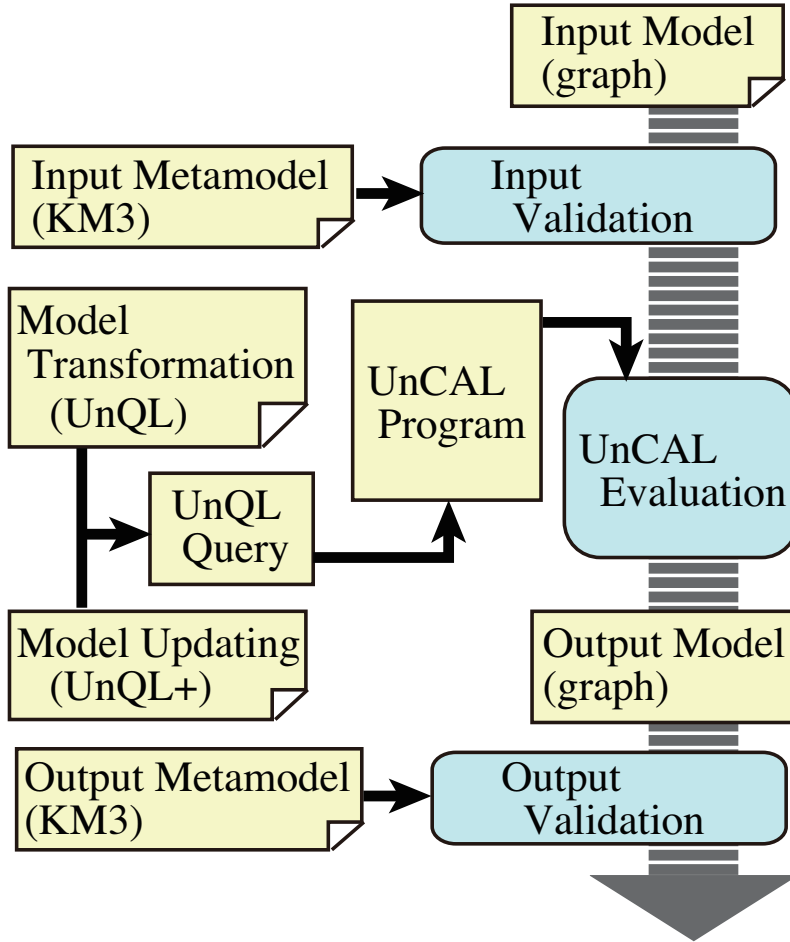 Input Model
(graph)
Input Metamodel
(KM3)
Input
Validation
Model
Transformation
(UnQL)
UnCAL
Program
UnCAL
Evaluation
UnQL
Query
Model Updating
(UnQL+)
Output Model
(graph)
Output Metamodel
(KM3)
Output
Validation